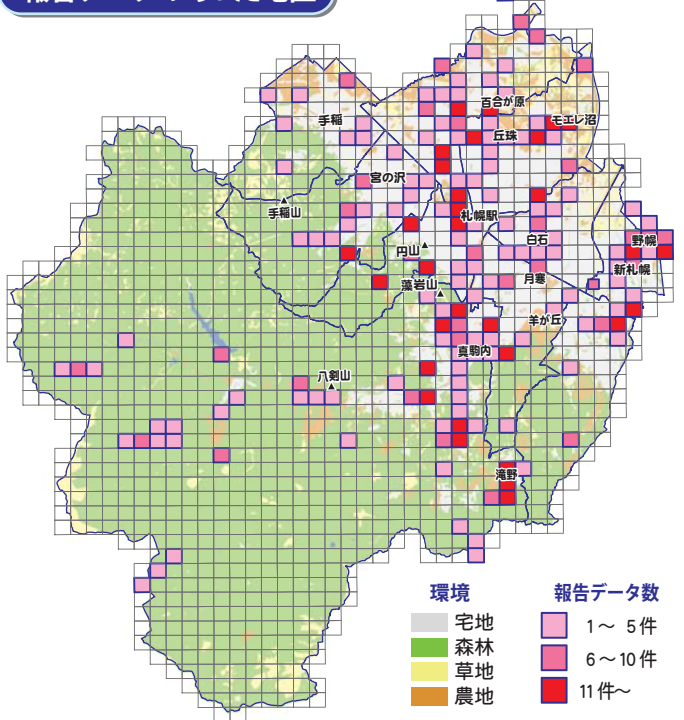 百合が原
手稲
モエレ沼
丘珠
宮の沢
手稲山
札幌駅
白石
野幌
円山
新札幌
藻岩山
月寒
羊が丘
真駒内
八剣山
滝野
環境
宅地
森林
草地
農地
報告データ数
1～ 5件
6～10件
11件～